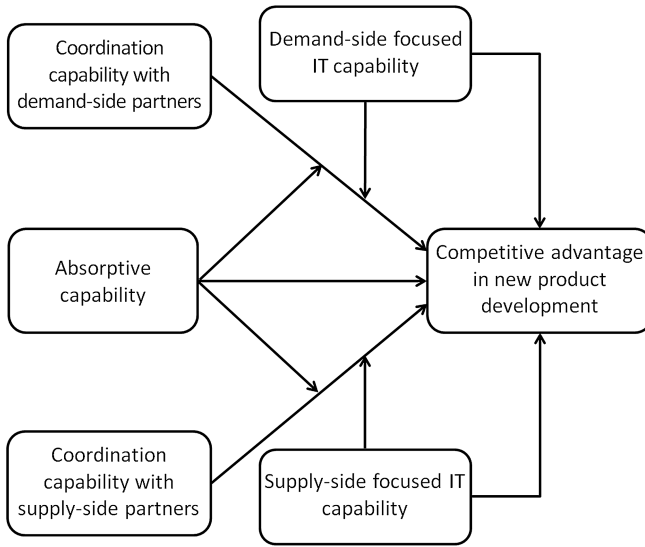 Coordination
capability with
demand-side partners
Demand-side focused
IT capability
Absorptive
capability
Competitive advantage
in new product
development
Coordination
capability with
supply-side partners
Supply-side focused IT
capability